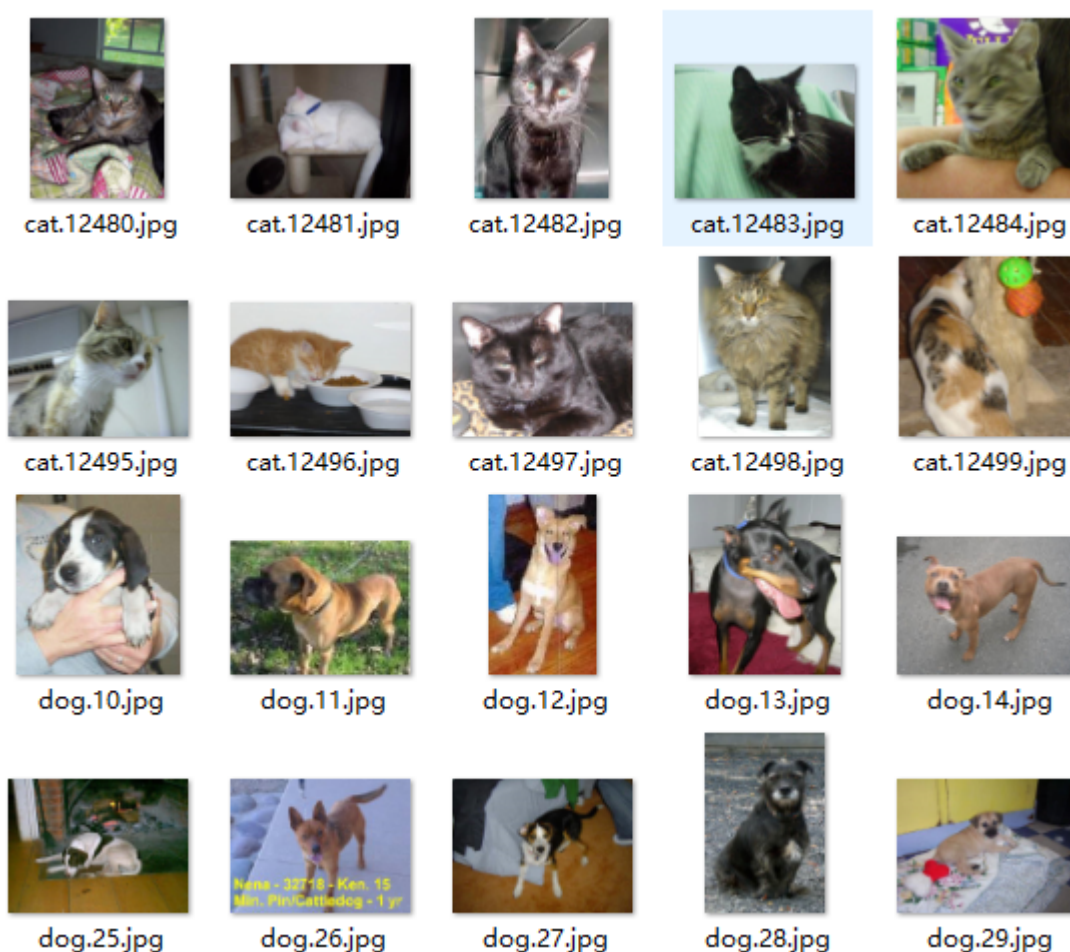 cat.12480.jpg
cat.12481.jpg
cat.12482.jpg
cat.12483.jpg
cat.12484.jpg
cat.12495.jpg
cat.12496.jpg
cat.12497.jpg
cat.12498.jpg
cat.12499.jpg
dog.10.jpg
dog.11.jpg
dog.12.jpg
dog.13.jpg
dog.14.jpg
Nena - 32718 - Ken. 15
Min. Pin/Cattledog - 1 yr
dog.25.jpg
dog.26.jpg
dog.27.jpg
dog.28.jpg
dog.29.jpg